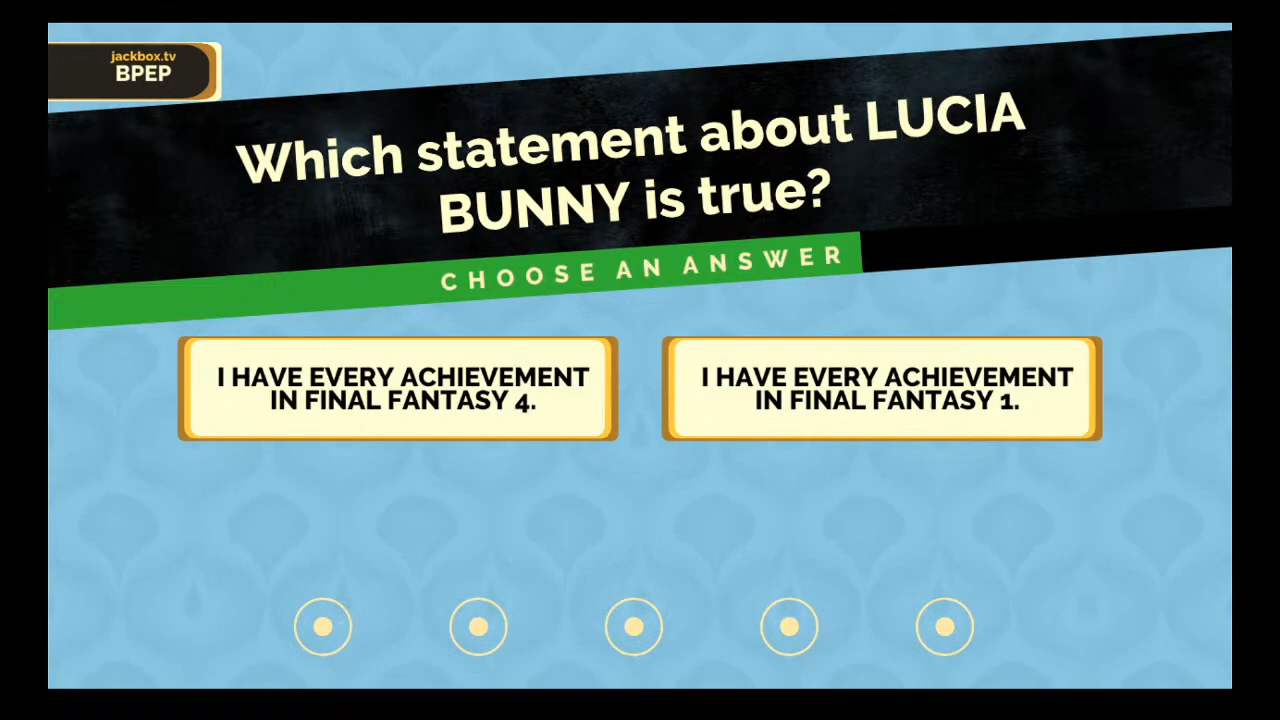 jackbox.tv
BPEP
Which statement about LUCIA
BUNNY is true?
CHOOSE AN ANSWER
I HAVE EVERY ACHIEVEMENT
IN FINAL FANTASY 4.
I HAVE EVERY ACHIEVEMENT
IN FINAL FANTASY 1.